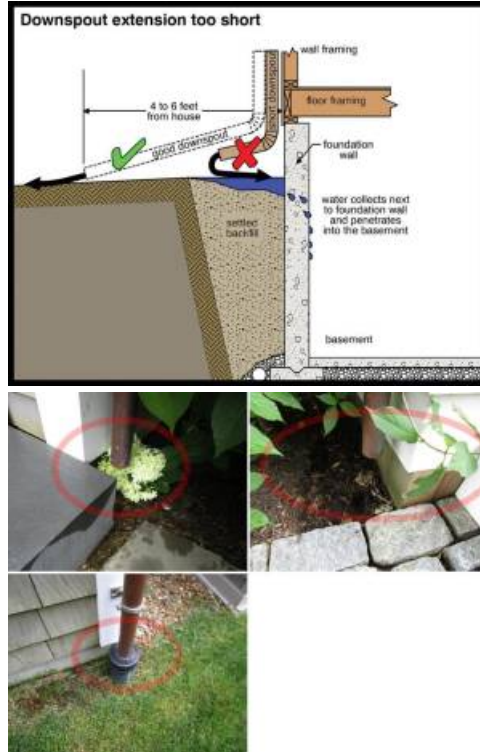 Downspout extension too short
wall framing
4 to 6 feet
from house
short downspout
floor framing
good downspout
foundation
wall
settled
backfill
water collects next
to foundation wall
and penetrates
into the basement
basement